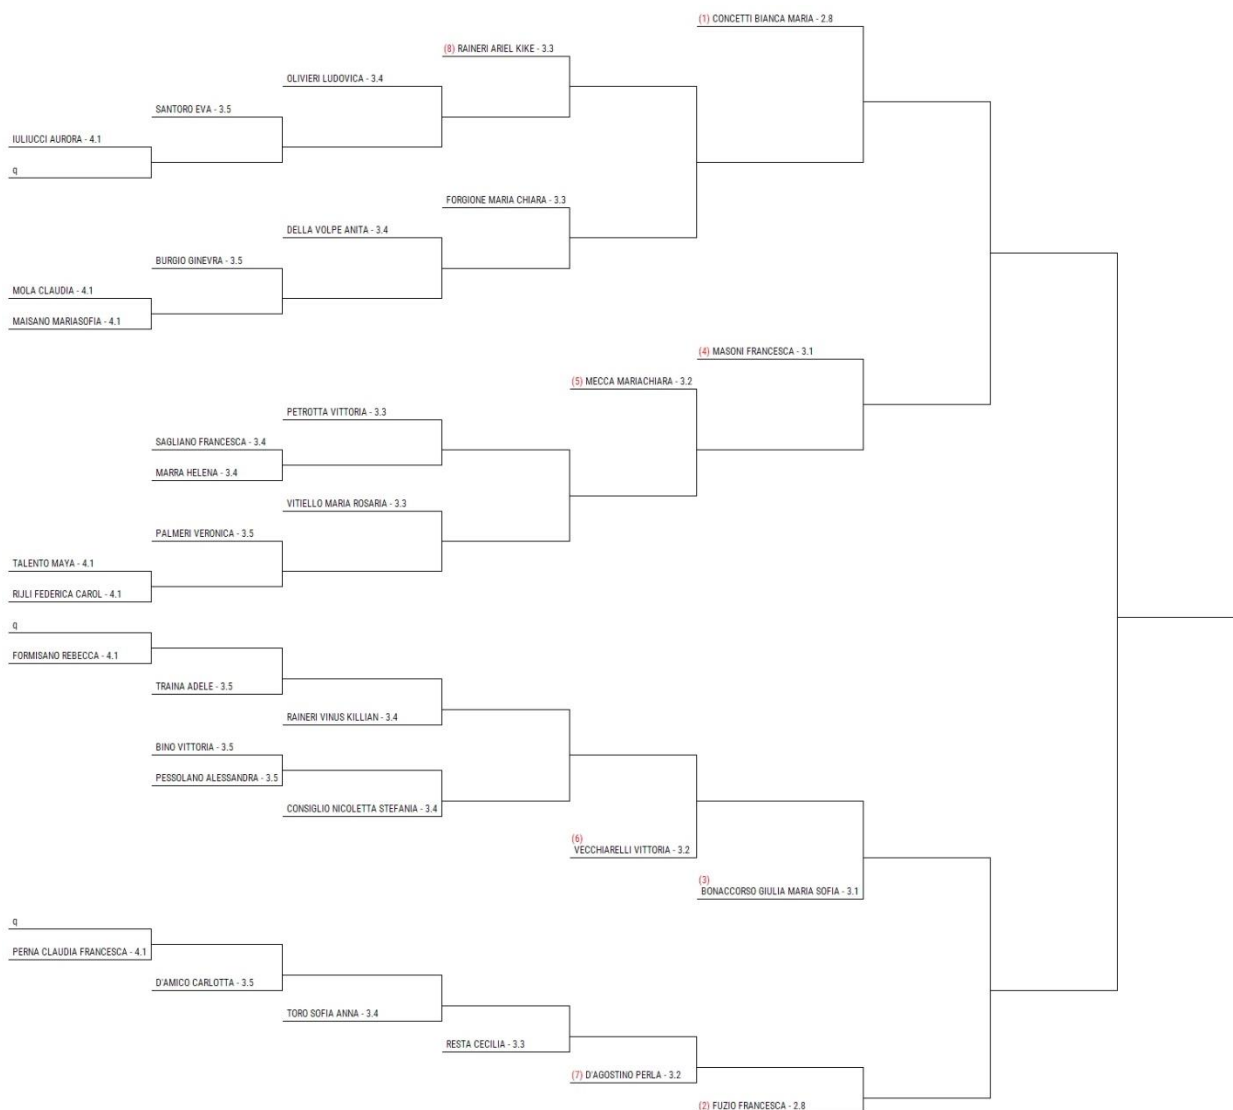 (1) CONCETTI BIANCA MARIA - 2.8
(8) RAINERI ARIEL KIKE - 3.3
OLIVIERI LUDOVICA - 3.4
SANTORO EVA - 3.5
IULIUCCI AURORA - 4.1
q
FORGIONE MARIA CHIARA - 3.3
DELLA VOLPE ANITA - 3.4
BURGIO GINEVRA - 3.5
MOLA CLAUDIA - 4.1
MAISANO MARIASOFIA - 4.1
(4) MASONI FRANCESCA - 3.1
(5) MECCA MARIACHIARA - 3.2
PETROTTA VITTORIA - 3.3
SAGLIANO FRANCESCA - 3.4
MARRA HELENA - 3.4
VITIELLO MARIA ROSARIA - 3.3
PALMERI VERONICA - 3.5
TALENTO MAYA - 4.1
RIJLI FEDERICA CAROL - 4.1
q
FORMISANO REBECCA - 4.1
TRAINA ADELE - 3.5
RAINERI VINUS KILLIAN - 3.4
BINO VITTORIA - 3.5
PESSOLANO ALESSANDRA - 3.5
CONSIGLIO NICOLETTA STEFANIA - 3.4
(6)
VECCHIARELLI VITTORIA - 3.2
(3)
BONACCORSO GIULIA MARIA SOFIA - 3.1
q
PERNA CLAUDIA FRANCESCA - 4.1
D'AMICO CARLOTTA - 3.5
TORO SOFIA ANNA - 3.4
RESTA CECILIA - 3.3
(7) D'AGOSTINO PERLA - 3.2
(2) FUZIO FRANCESCA - 2.8